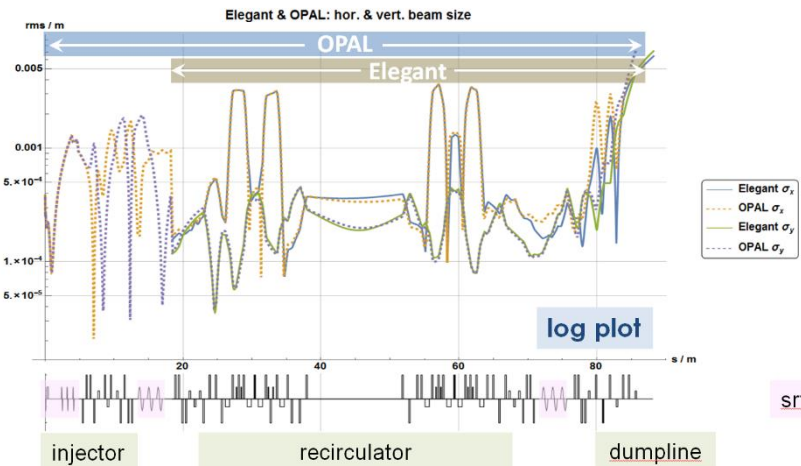 Elegant & OPAL: hor. & vert. beam size
rms / m
OPAL
Elegant
0.005
0.001
5.×10⁻⁴
1.×10⁻⁴
5.×10⁻⁵
Elegant σx
OPAL σx
Elegant σy
OPAL σy
log plot
s / m
20
40
60
80
injector
recirculator
dumpline